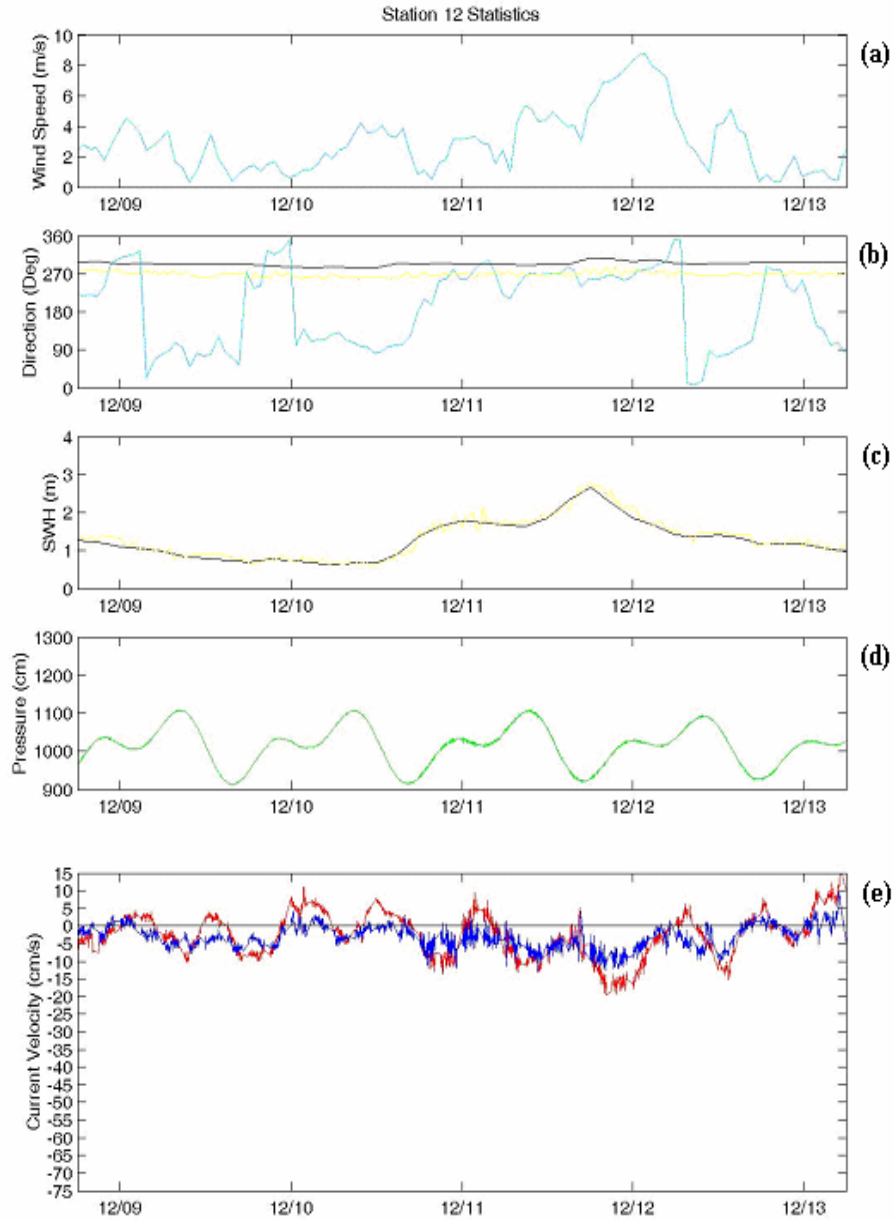 Station 12 Statistics
(a)
Wind Speed (m/s)
10
8
6
4
2
0
12/09 12/10 12/11 12/12 12/13
(b)
Direction (Deg)
360
270
180
90
0
12/09 12/10 12/11 12/12 12/13
(c)
SWH (m)
4
3
2
1
0
12/09 12/10 12/11 12/12 12/13
(d)
Pressure (cm)
1300
1200
1100
1000
900
12/09 12/10 12/11 12/12 12/13
(e)
Current Velocity (cm/s)
15
10
5
0
-5
-10
-15
-20
-25
-30
-35
-40
-45
-50
-55
-60
-65
-70
-75
12/09 12/10 12/11 12/12 12/13